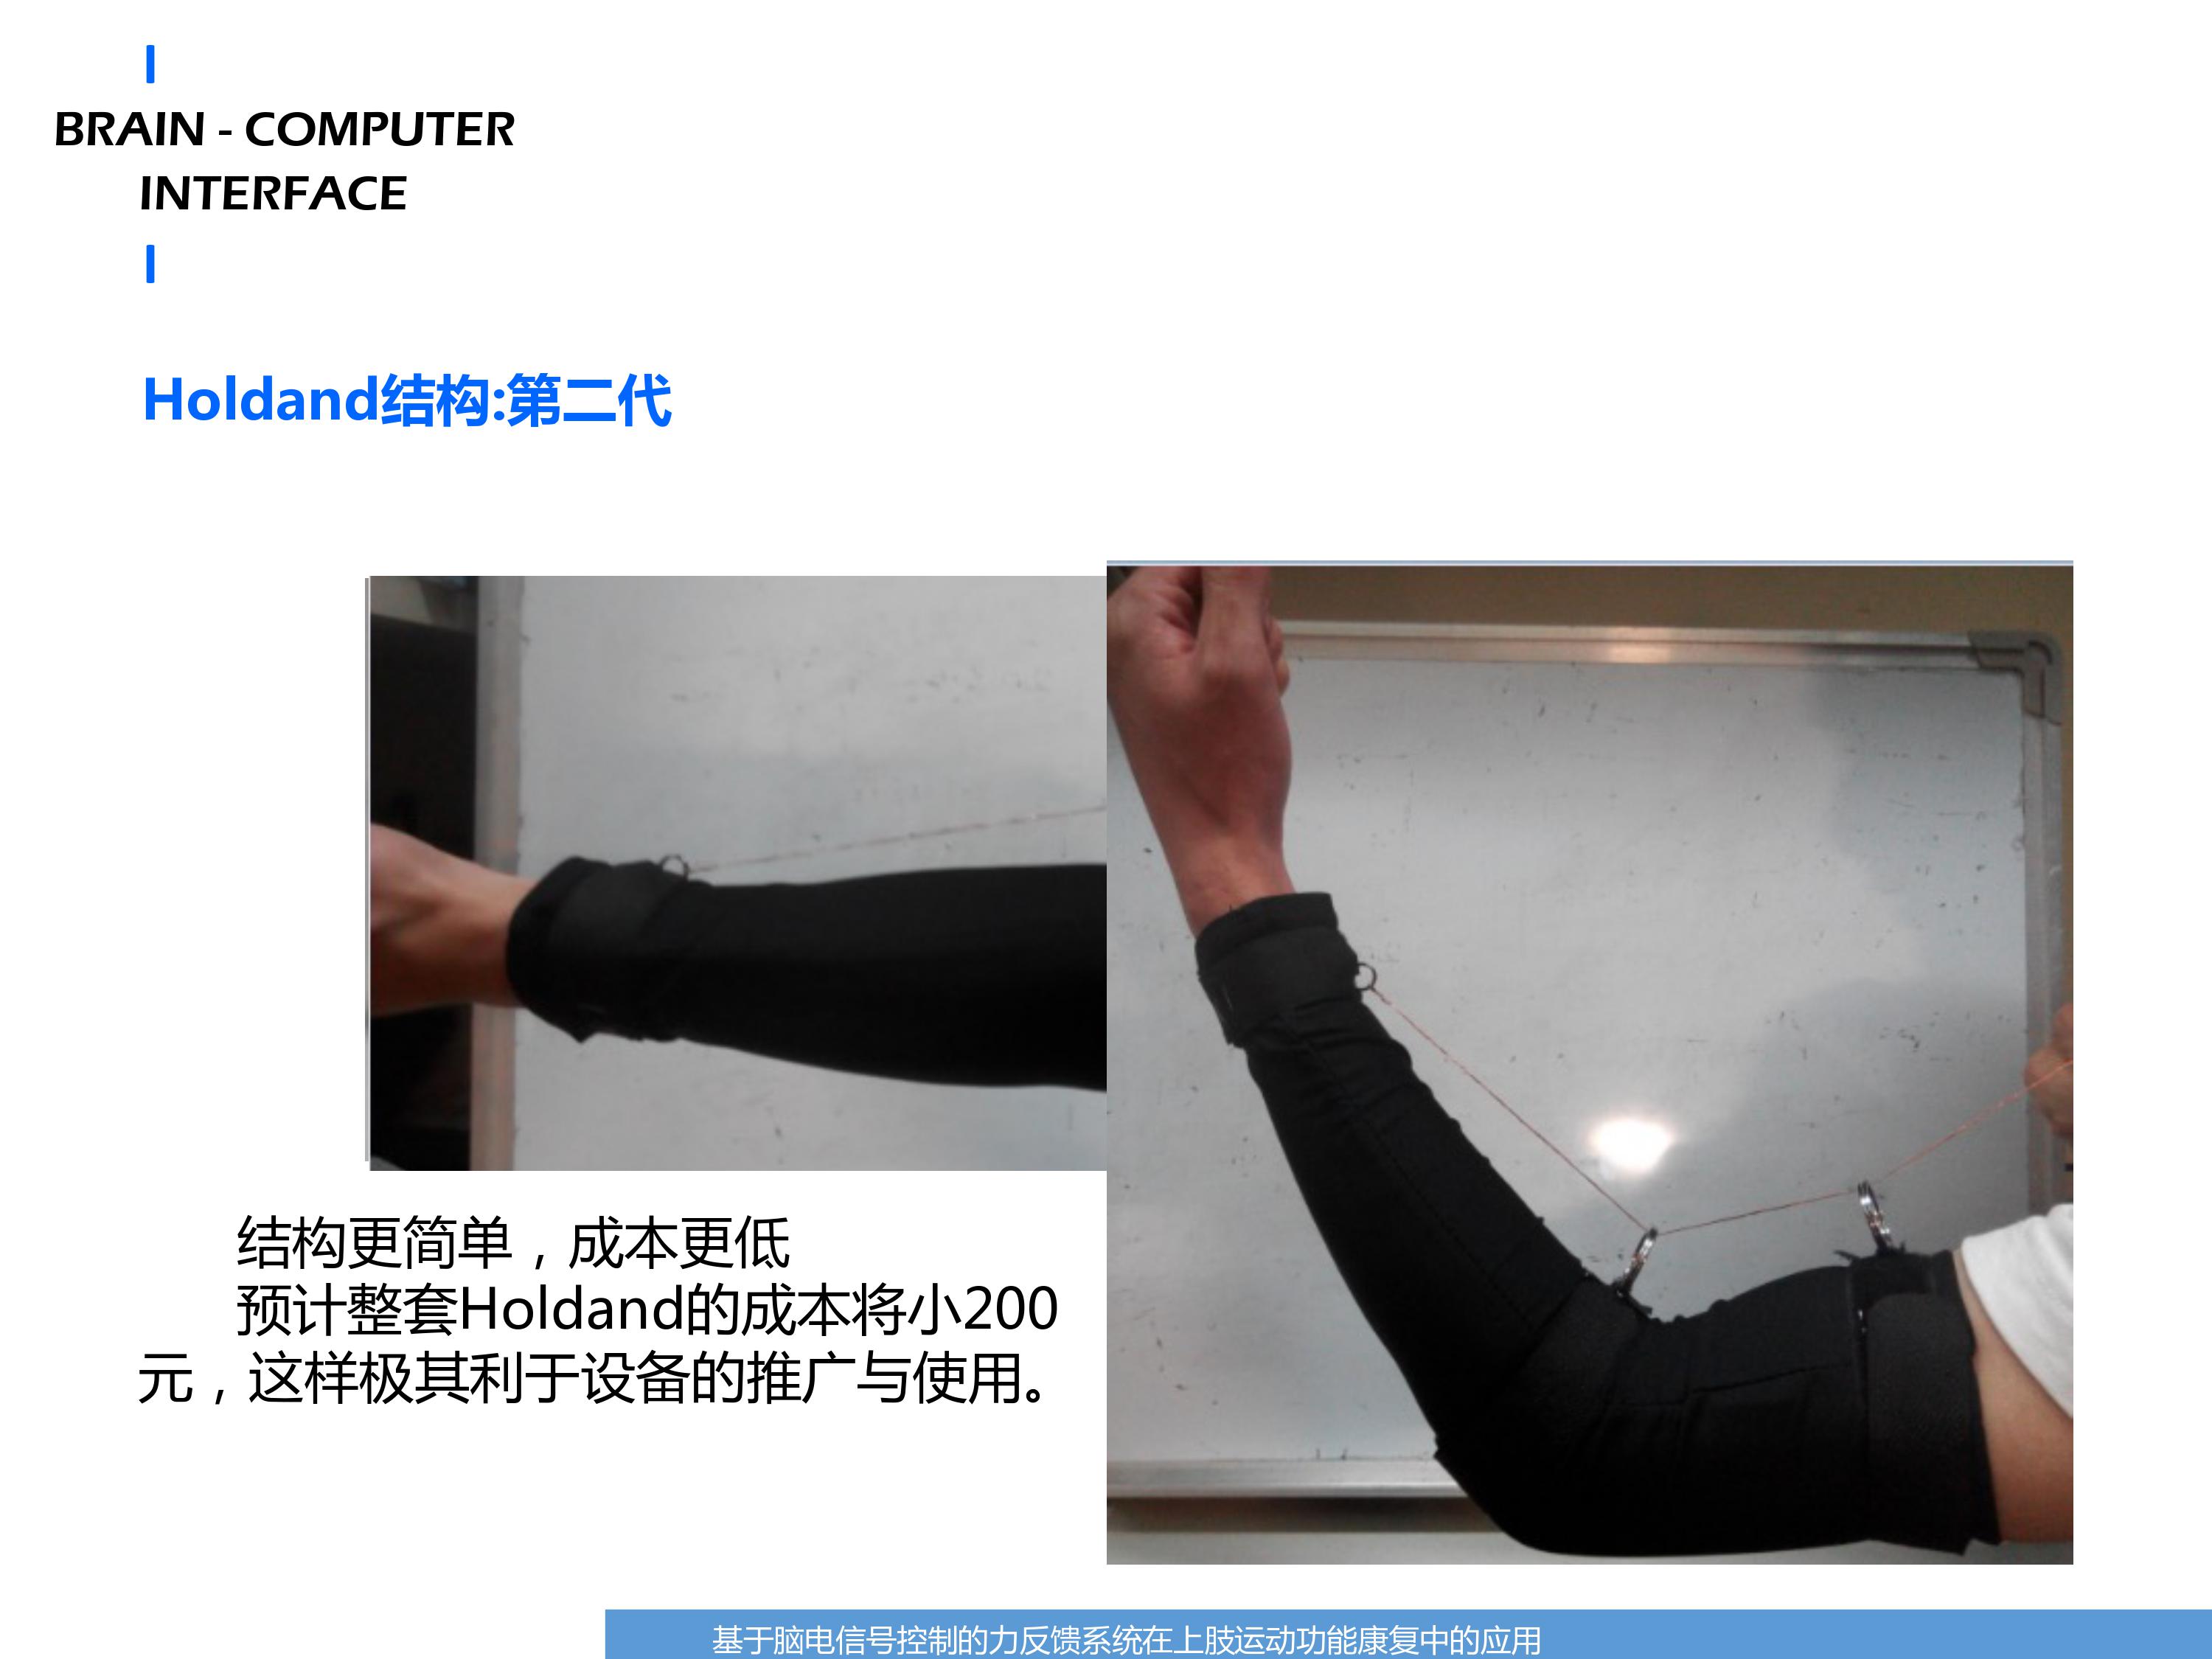 BRAIN - COMPUTER
INTERFACE
Holdand结构:第二代
结构更简单，成本更低
预计整套Holdand的成本将小200
元，这样极其利于设备的推广与使用。
基于脑电信号控制的力反馈系统在上肢运动功能康复中的应用